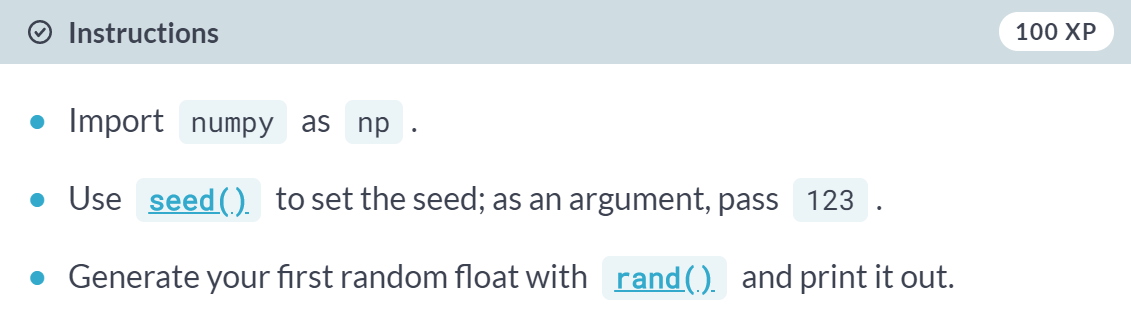 Instructions 100 XP
Import numpy as np .
Use seed() to set the seed; as an argument, pass 123 .
Generate your first random float with rand() and print it out.